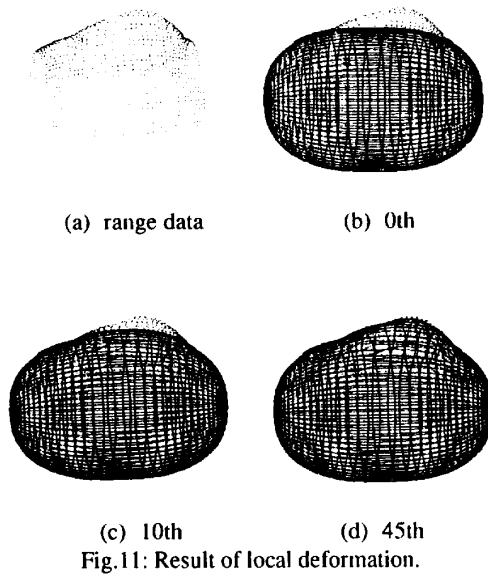 (a) range data
(b) 0th
(c) 10th
(d) 45th
Fig.11: Result of local deformation.